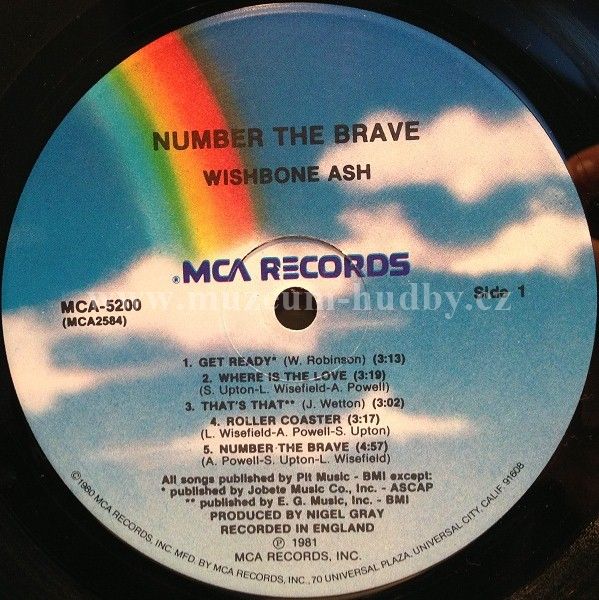 NUMBER THE BRAVE
WISHBONE ASH
® MCA RECORDS
www.muzeum-hudby.cz
MCA-5200
(MCA2584)
Side 1
1. GET READY* (W. Robinson) (3:13)
2. WHERE IS THE LOVE (3:19)
(S. Upton-L. Wisefield-A. Powell)
3. THAT'S THAT** (J. Wetton) (3:02)
4. ROLLER COASTER (3:17)
(L. Wisefield-A. Powell-S. Upton)
5. NUMBER THE BRAVE (4:57)
(A. Powell-S. Upton-L. Wisefield)
All songs published by Pit Music - BMI except:
* published by Jobete Music Co., Inc. - ASCAP
** published by E. G. Music, Inc. - BMI
PRODUCED BY NIGEL GRAY
RECORDED IN ENGLAND
℗ 1981
MCA RECORDS, INC.
©1980 MCA RECORDS, INC. MFD. BY MCA RECORDS, INC., 70 UNIVERSAL PLAZA, UNIVERSAL CITY, CALIF. 91608